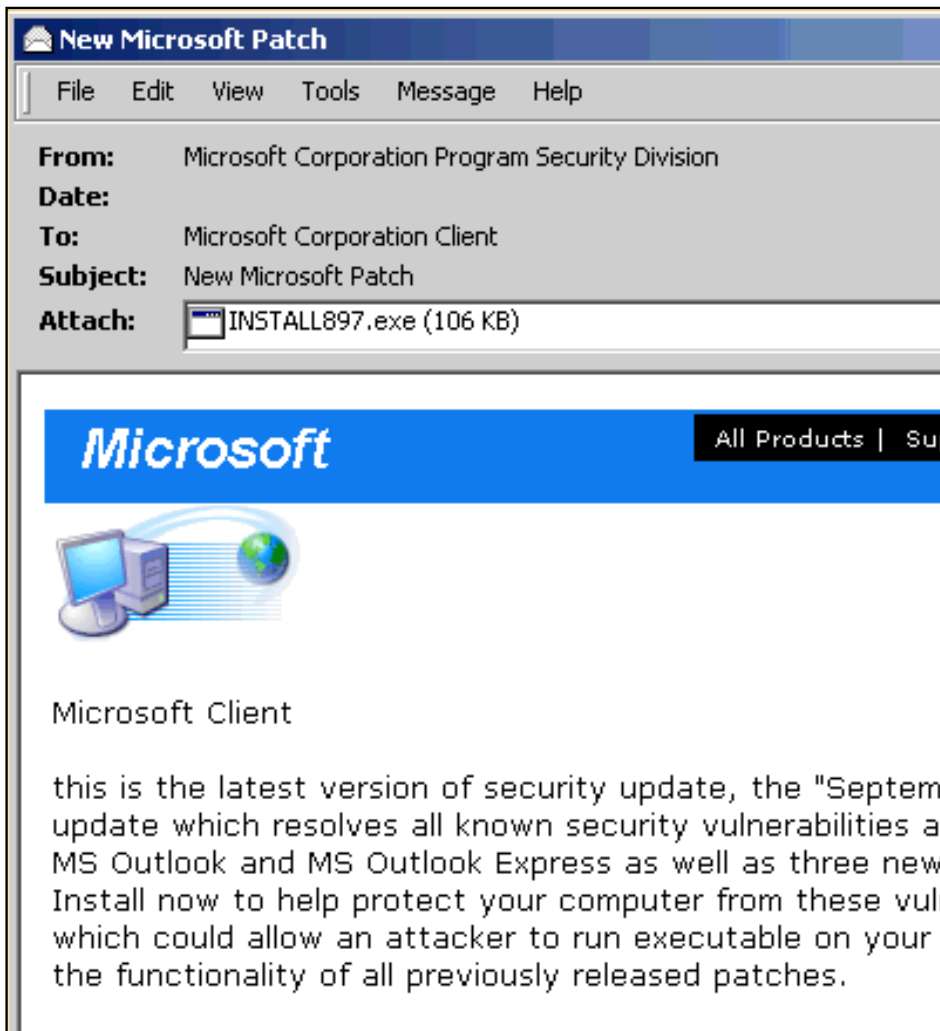 New Microsoft Patch
File Edit View Tools Message Help
From: Microsoft Corporation Program Security Division
Date:
To: Microsoft Corporation Client
Subject: New Microsoft Patch
Attach: INSTALL897.exe (106 KB)
Microsoft
All Products | Su
Microsoft Client
this is the latest version of security update, the "Septem
update which resolves all known security vulnerabilities a
MS Outlook and MS Outlook Express as well as three new
Install now to help protect your computer from these vul
which could allow an attacker to run executable on your
the functionality of all previously released patches.